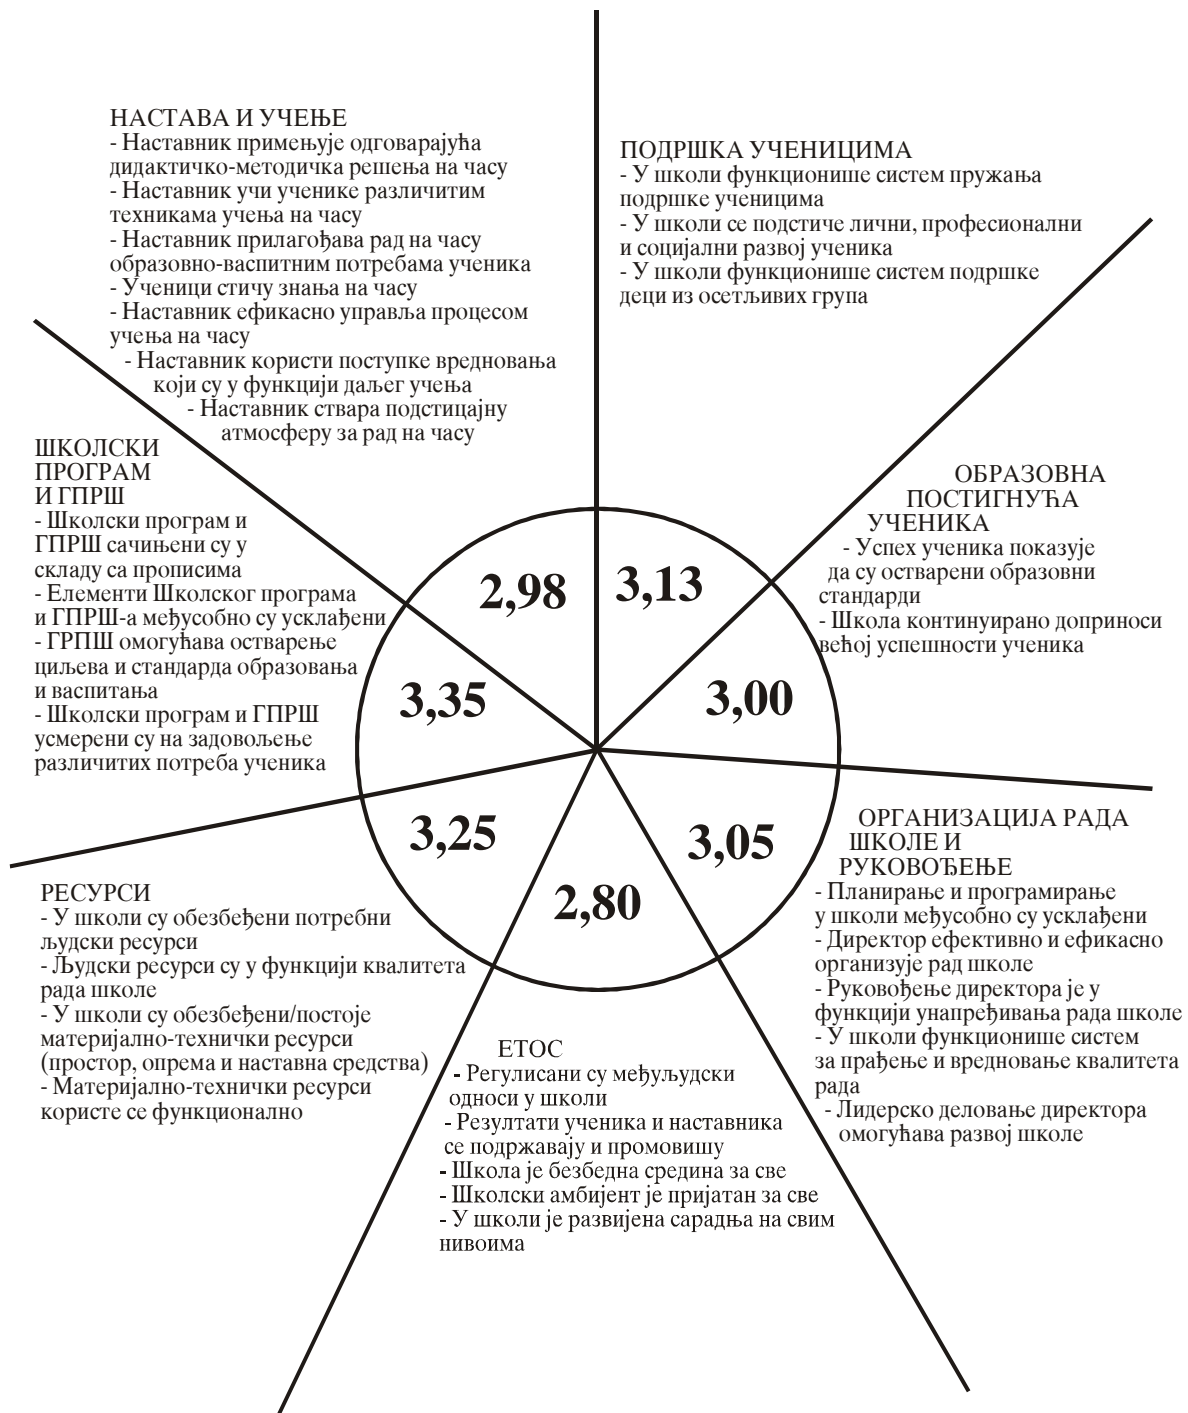 НАСТАВА И УЧЕЊЕ
- Наставник примењује одговарајућа
дидактичко-методичка решења на часу
- Наставник учи ученике различитим
техникама учења на часу
- Наставник прилагођава рад на часу
образовно-васпитним потребама ученика
- Ученици стичу знања на часу
- Наставник ефикасно управља процесом
учења на часу
- Наставник користи поступке вредновања
који су у функцији даљег учења
- Наставник ствара подстицајну
атмосферу за рад на часу
ПОДРШКА УЧЕНИЦИМА
- У школи функционише систем пружања
подршке ученицима
- У школи се подстиче лични, професионални
и социјални развој ученика
- У школи функционише систем подршке
деци из осетљивих група
ШКОЛСКИ
ПРОГРАМ
И ГПРШ
- Школски програм и
ГПРШ сачињени су у
складу са прописима
- Елементи Школског програма
и ГПРШ-а међусобно су усклађени
- ГРПШ омогућава остварење
циљева и стандарда образовања
и васпитања
- Школски програм и ГПРШ
усмерени су на задовољење
различитих потреба ученика
ОБРАЗОВНА
ПОСТИГНУЋА
УЧЕНИКА
- Успех ученика показује
да су остварени образовни
стандарди
- Школа континуирано доприноси
већој успешности ученика
2,98
3,13
3,35
3,00
3,25
3,05
2,80
РЕСУРСИ
- У школи су обезбеђени потребни
људски ресурси
- Људски ресурси су у функцији квалитета
рада школе
- У школи су обезбеђени/постоје
материјално-технички ресурси
(простор, опрема и наставна средства)
- Материјално-технички ресурси
користе се функционално
ОРГАНИЗАЦИЈА РАДА
ШКОЛЕ И
РУКОВОЂЕЊЕ
- Планирање и програмирање
у школи међусобно су усклађени
- Директор ефективно и ефикасно
организује рад школе
- Руковођење директора је у
функцији унапређивања рада школе
- У школи функционише систем
за праћење и вредновање квалитета
рада
- Лидерско деловање директора
омогућава развој школе
ЕТОС
- Регулисани су међуљудски
односи у школи
- Резултати ученика и наставника
се подржавају и промовишу
- Школа је безбедна средина за све
- Школски амбијент је пријатан за све
- У школи је развијена сарадња на свим
нивоима